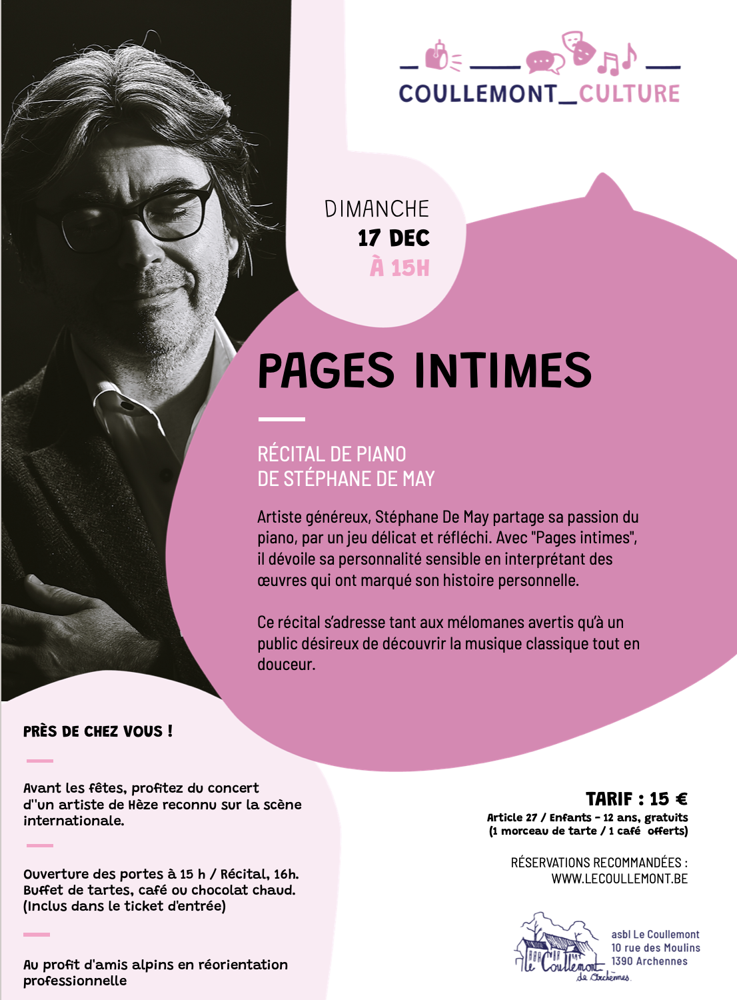 COULLEMONT_CULTURE
DIMANCHE
17 DEC
À 15H
PAGES INTIMES
RÉCITAL DE PIANO
DE STÉPHANE DE MAY
Artiste généreux, Stéphane De May partage sa passion du
piano, par un jeu délicat et réfléchi. Avec "Pages intimes",
il dévoile sa personnalité sensible en interprétant des
œuvres qui ont marqué son histoire personnelle.
Ce récital s’adresse tant aux mélomanes avertis qu’à un
public désireux de découvrir la musique classique tout en
douceur.
PRÈS DE CHEZ VOUS !
Avant les fêtes, profitez du concert
d''un artiste de Hèze reconnu sur la scène
internationale.
Ouverture des portes à 15 h / Récital, 16h.
Buffet de tartes, café ou chocolat chaud.
(Inclus dans le ticket d'entrée)
Au profit d'amis alpins en réorientation
professionnelle
TARIF : 15 €
Article 27 / Enfants - 12 ans, gratuits
(1 morceau de tarte / 1 café offerts)
RÉSERVATIONS RECOMMANDÉES :
WWW.LECOULLEMONT.BE
le Coullemont
de Archennes.
asbl Le Coullemont
10 rue des Moulins
1390 Archennes